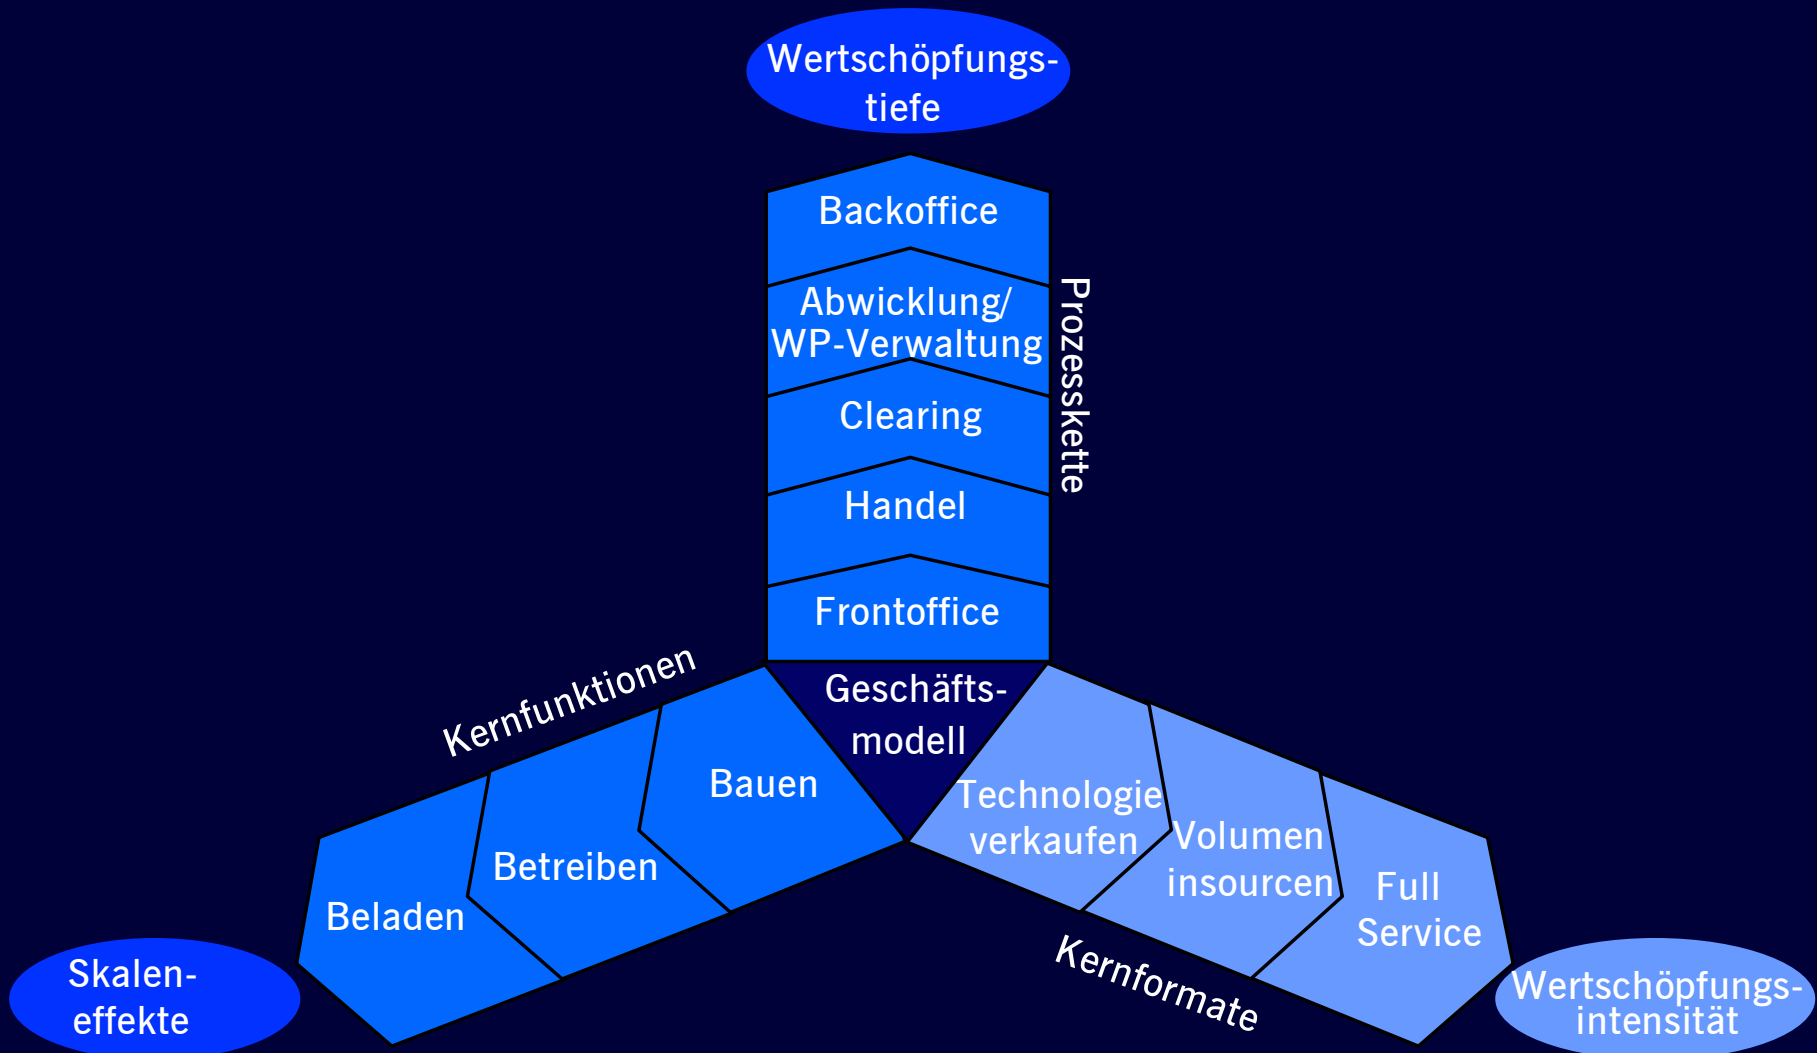 Wertschöpfungs-
tiefe
Backoffice
Abwicklung/
WP-Verwaltung
Clearing
Handel
Frontoffice
Prozesskette
Geschäfts-
modell
Kernfunktionen
Bauen
Betreiben
Beladen
Skalen-
effekte
Technologie
verkaufen
Volumen
insourcen
Full
Service
Kernformate
Wertschöpfungs-
intensität